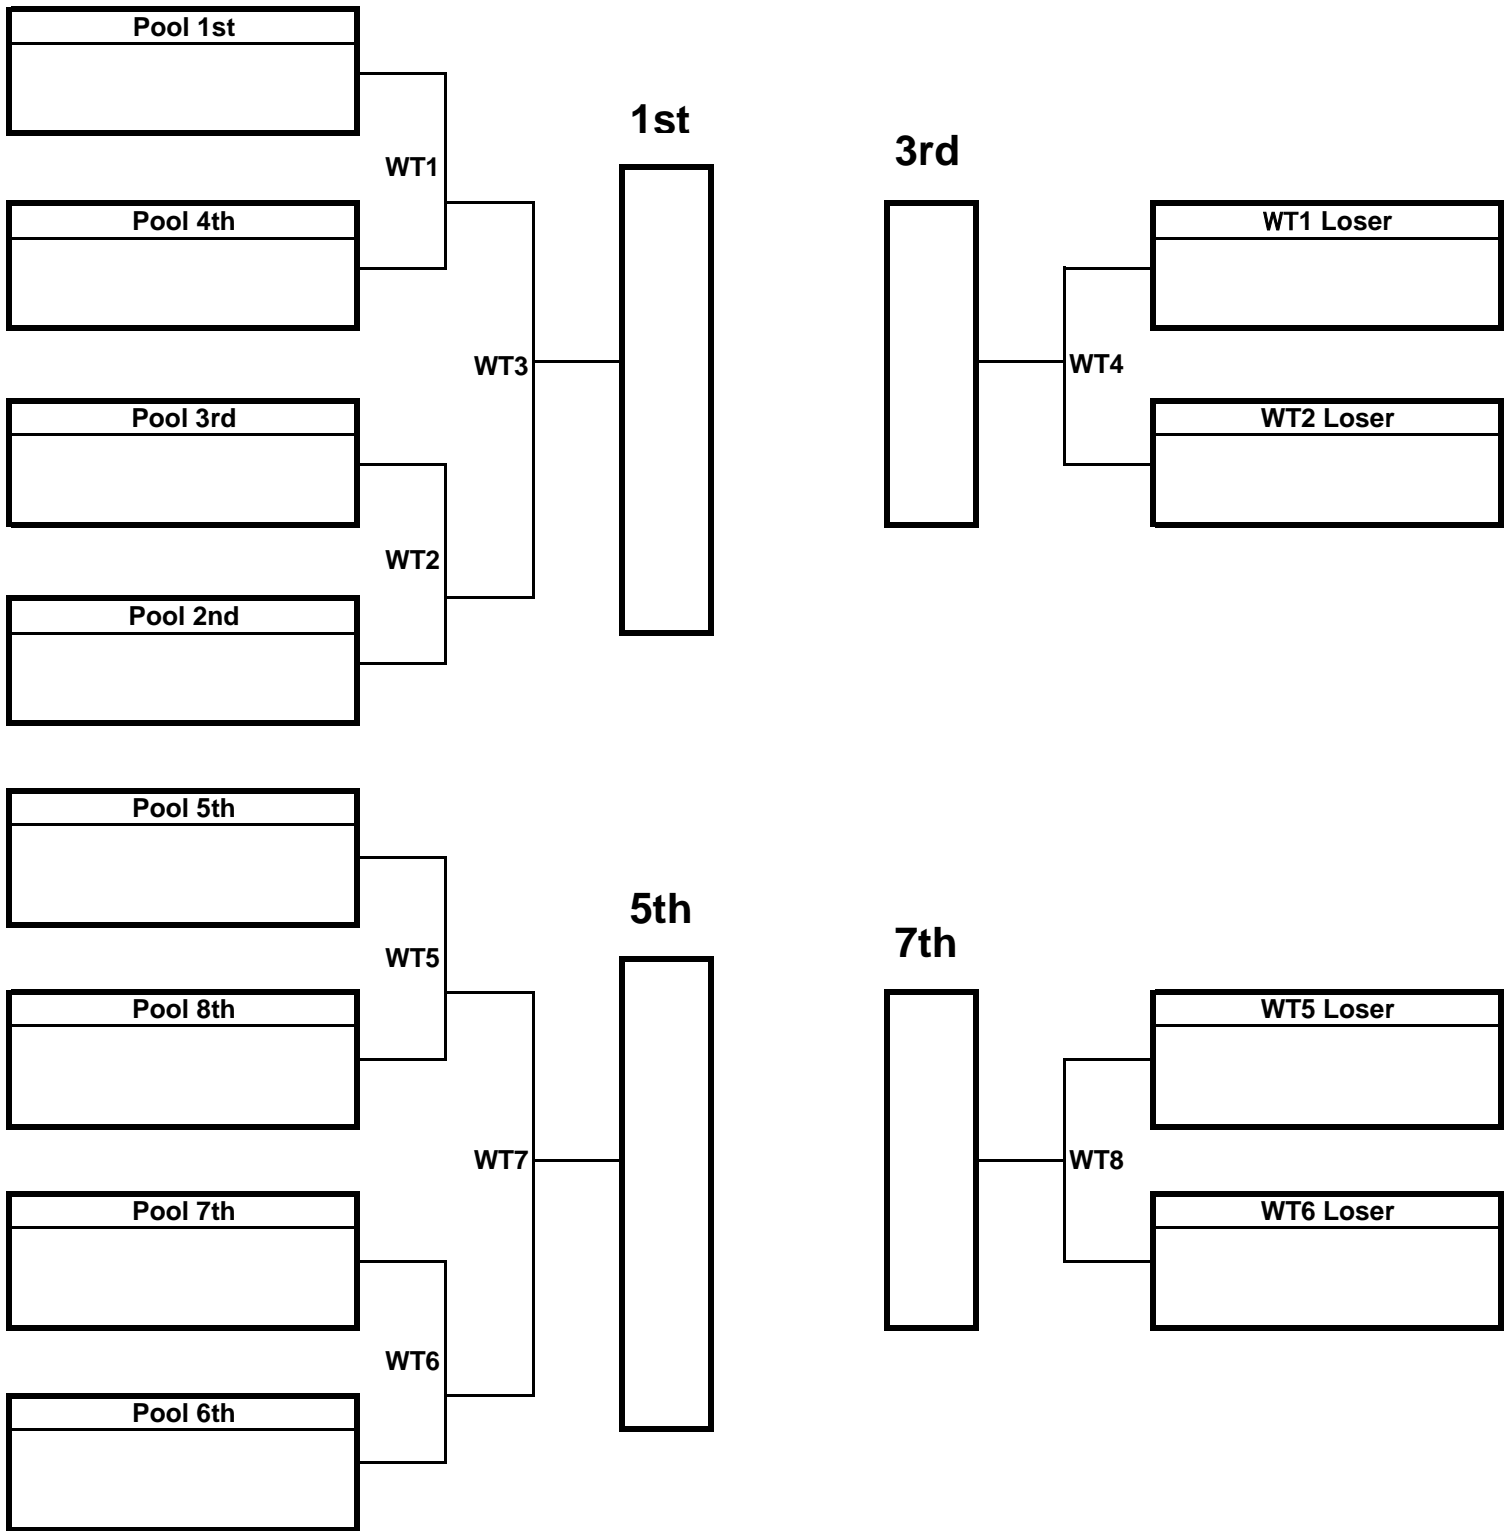 Pool 1st
1st
3rd
WT1
Pool 4th
WT1 Loser
WT3
WT4
Pool 3rd
WT2 Loser
WT2
Pool 2nd
Pool 5th
5th
7th
WT5
Pool 8th
WT5 Loser
WT7
WT8
Pool 7th
WT6 Loser
WT6
Pool 6th